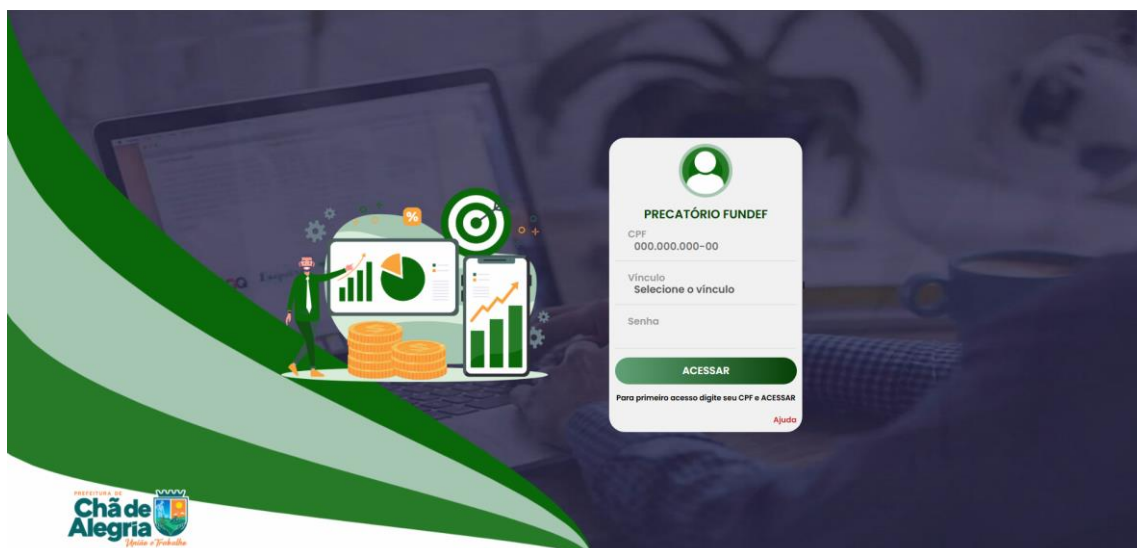 PRECATÓRIO FUNDEF
CPF
000.000.000-00
Vínculo
Selecione o vínculo
Senha
ACESSAR
Para primeiro acesso digite seu CPF e ACESSAR
Ajuda
%
PREFEITURA DE
Chã de
Alegria
União e Trabalho